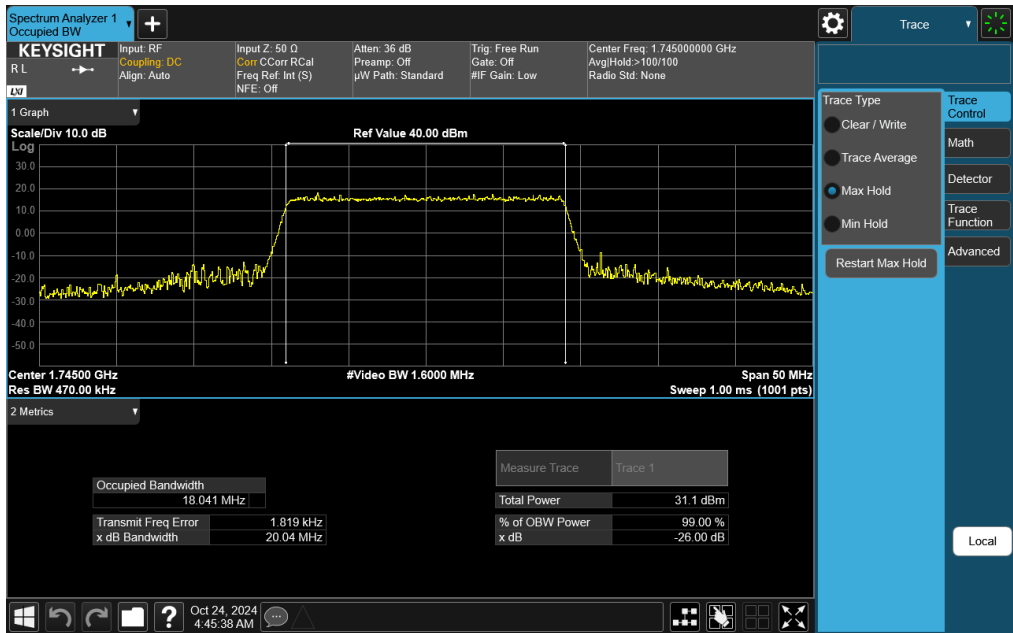 Spectrum Analyzer 1
Occupied BW
Trace
KEYSIGHT
R L
LXI
Input: RF
Coupling: DC
Align: Auto
Input Z: 50 Ω
Corr CCorr RCal
Freq Ref: Int (S)
NFE: Off
Atten: 36 dB
Preamp: Off
µW Path: Standard
Trig: Free Run
Gate: Off
#IF Gain: Low
Center Freq: 1.745000000 GHz
Avg|Hold:>100/100
Radio Std: None
1 Graph
Scale/Div 10.0 dB
Ref Value 40.00 dBm
Log
30.0
20.0
10.0
0.00
-10.0
-20.0
-30.0
-40.0
-50.0
Center 1.74500 GHz
#Video BW 1.6000 MHz
Span 50 MHz
Res BW 470.00 kHz
Sweep 1.00 ms (1001 pts)
2 Metrics
Measure Trace
Trace 1
Occupied Bandwidth
18.041 MHz
Total Power
31.1 dBm
Transmit Freq Error
1.819 kHz
% of OBW Power
99.00 %
x dB Bandwidth
20.04 MHz
x dB
-26.00 dB
Trace Type
Clear / Write
Trace Average
Max Hold
Min Hold
Restart Max Hold
Trace
Control
Math
Detector
Trace
Function
Advanced
Local
?
Oct 24, 2024
4:45:38 AM